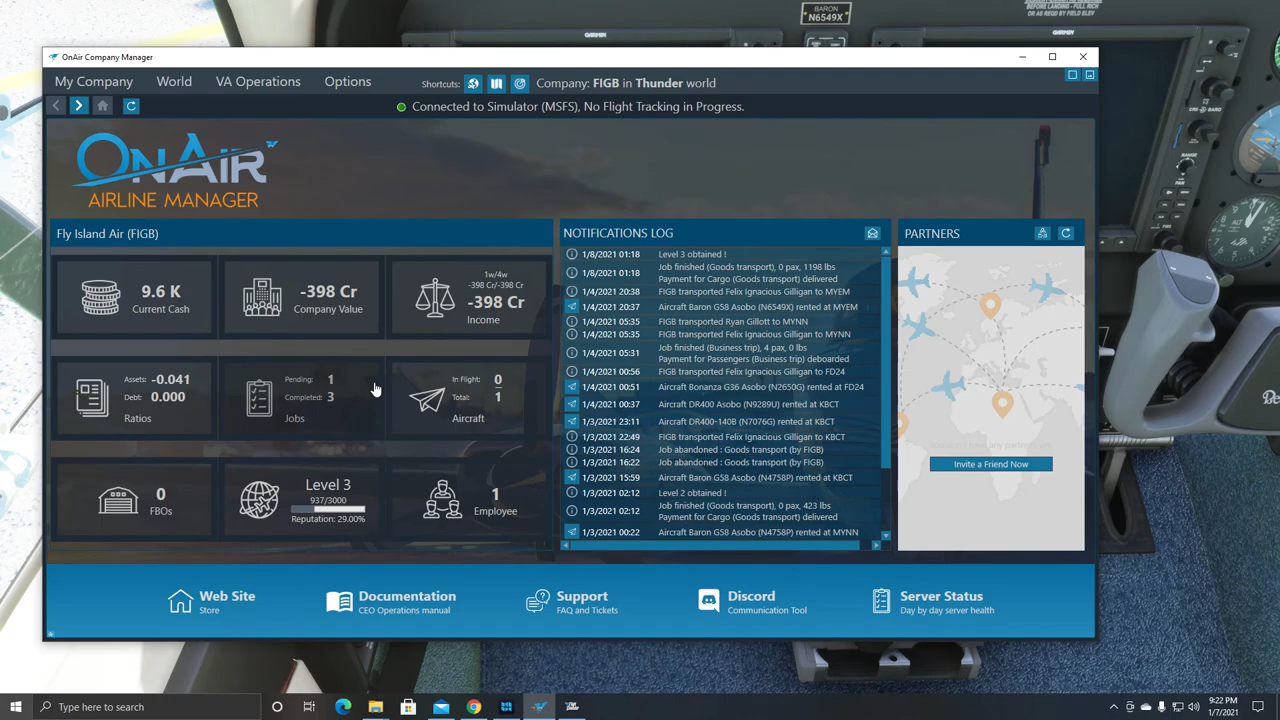 BARON
N6549X
BEFORE LANDING - FULL RICH
OR AS REQD BY FIELD ELEV
GARMIN
GARMIN
OnAir Company Manager
My Company
World
VA Operations
Options
Shortcuts:
Company: FIGB in Thunder world
Connected to Simulator (MSFS), No Flight Tracking in Progress.
ONAIR
AIRLINE MANAGER
Fly Island Air (FIGB)
9.6 K
Current Cash
-398 Cr
Company Value
1w/4w
-398 Cr/-398 Cr
-398 Cr
Income
Assets: -0.041
Debt: 0.000
Ratios
Pending: 1
Completed: 3
Jobs
In Flight: 0
Total: 1
Aircraft
0
FBOs
Level 3
937/3000
Reputation: 29.00%
1
Employee
NOTIFICATIONS LOG
1/8/2021 01:18 Level 3 obtained !
1/8/2021 01:18 Job finished (Goods transport), 0 pax, 1198 lbs
Payment for Cargo (Goods transport) delivered
1/4/2021 20:38 FIGB transported Felix Ignacious Gilligan to MYEM
1/4/2021 20:37 Aircraft Baron G58 Asobo (N6549X) rented at MYEM
1/4/2021 05:35 FIGB transported Ryan Gillott to MYNN
1/4/2021 05:35 FIGB transported Felix Ignacious Gilligan to MYNN
1/4/2021 05:31 Job finished (Business trip), 4 pax, 0 lbs
Payment for Passengers (Business trip) deboarded
1/4/2021 00:56 FIGB transported Felix Ignacious Gilligan to FD24
1/4/2021 00:51 Aircraft Bonanza G36 Asobo (N2650G) rented at FD24
1/4/2021 00:37 Aircraft DR400 Asobo (N9289U) rented at KBCT
1/3/2021 23:11 Aircraft DR400-140B (N7076G) rented at KBCT
1/3/2021 22:49 FIGB transported Felix Ignacious Gilligan to KBCT
1/3/2021 16:24 Job abandoned : Goods transport (by FIGB)
1/3/2021 16:22 Job abandoned : Goods transport (by FIGB)
1/3/2021 15:59 Aircraft Baron G58 Asobo (N4758P) rented at KBCT
1/3/2021 02:12 Level 2 obtained !
1/3/2021 02:12 Job finished (Goods transport), 0 pax, 423 lbs
Payment for Cargo (Goods transport) delivered
1/3/2021 00:22 Aircraft Baron G58 Asobo (N4758P) rented at MYNN
PARTNERS
Invite a Friend Now
Web Site
Store
Documentation
CEO Operations manual
Support
FAQ and Tickets
Discord
Communication Tool
Server Status
Day by day server health
Type here to search
9:22 PM
1/7/2021